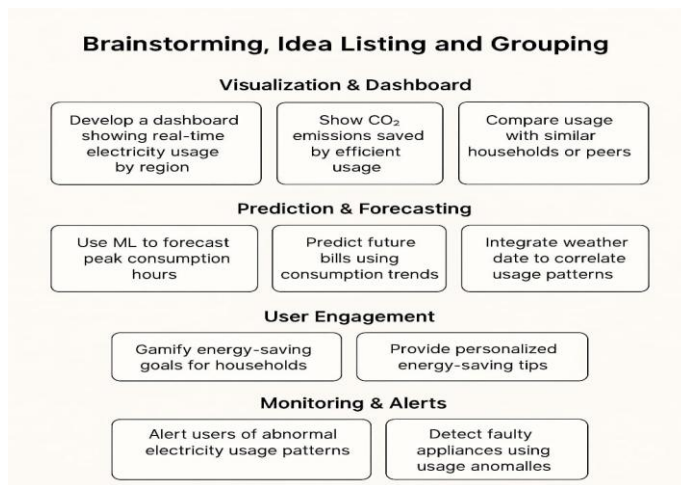 Brainstorming, Idea Listing and Grouping
Visualization & Dashboard
Develop a dashboard
showing real-time
electricity usage
by region
Show CO₂
emissions saved
by efficient
usage
Compare usage
with similar
households or peers
Prediction & Forecasting
Use ML to forecast
peak consumption
hours
Predict future
bills using
consumption trends
Integrate weather
date to correlate
usage patterns
User Engagement
Gamify energy-saving
goals for households
Provide personalized
energy-saving tips
Monitoring & Alerts
Alert users of abnormal
electricity usage patterns
Detect faulty
appliances using
usage anomalles